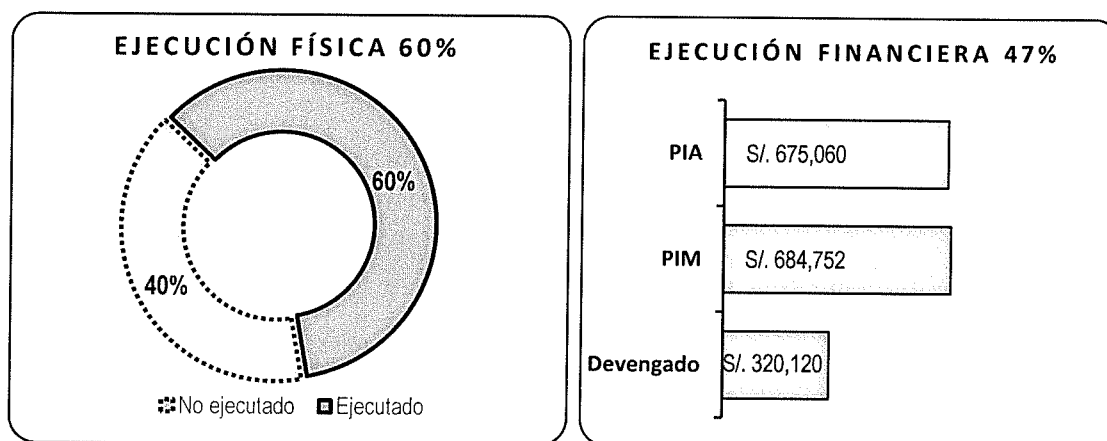 EJECUCIÓN FÍSICA 60%
60%
40%
No ejecutado Ejecutado
EJECUCIÓN FINANCIERA 47%
PIA S/. 675,060
PIM S/. 684,752
Devengado S/. 320,120